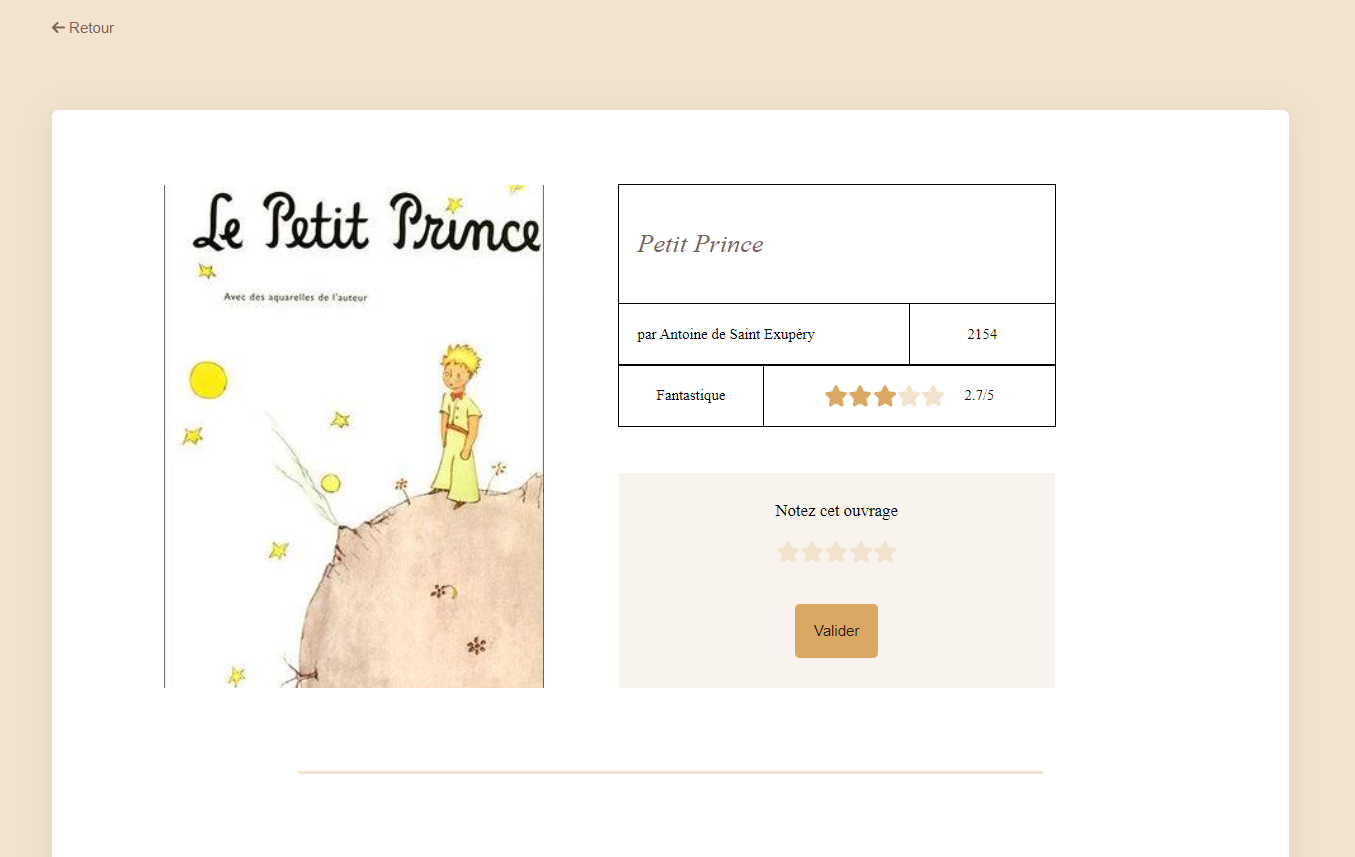 Retour
Le Petit Prince
Avec des aquarelles de l'auteur
Petit Prince
par Antoine de Saint Exupéry
2154
Fantastique
2.7/5
Notez cet ouvrage
Valider